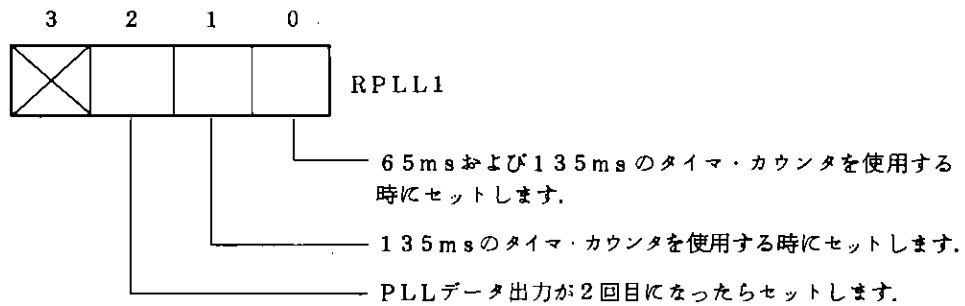 3 2 1 0
RPLL1
65msおよび135msのタイマ・カウンタを使用する
時にセットします.
135msのタイマ・カウンタを使用する時にセットします.
PLLデータ出力が2回目になったらセットします.